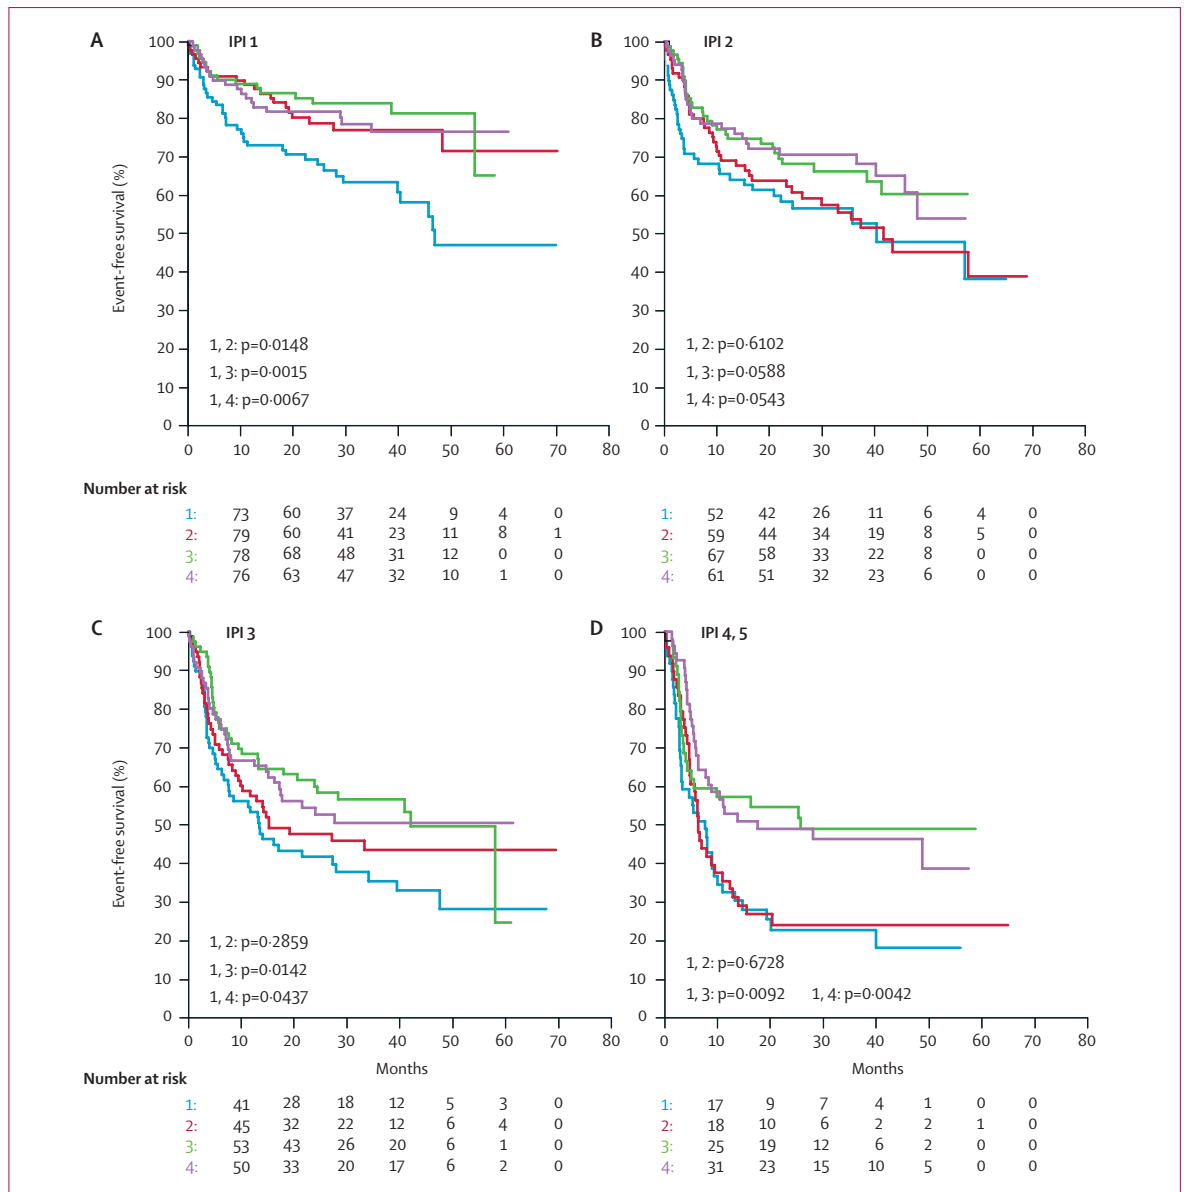 A IPI 1
B IPI 2
Event-free survival (%)
100
90
80
70
60
50
40
30
20
10
0
1, 2: p=0·0148
1, 3: p=0·0015
1, 4: p=0·0067
0 10 20 30 40 50 60 70 80
100
90
80
70
60
50
40
30
20
10
0
1, 2: p=0·6102
1, 3: p=0·0588
1, 4: p=0·0543
0 10 20 30 40 50 60 70 80
Number at risk
1: 73 60 37 24 9 4 0
2: 79 60 41 23 11 8 1
3: 78 68 48 31 12 0 0
4: 76 63 47 32 10 1 0
1: 52 42 26 11 6 4 0
2: 59 44 34 19 8 5 0
3: 67 58 33 22 8 0 0
4: 61 51 32 23 6 0 0
C IPI 3
D IPI 4, 5
Event-free survival (%)
100
90
80
70
60
50
40
30
20
10
0
1, 2: p=0·2859
1, 3: p=0·0142
1, 4: p=0·0437
0 10 20 30 40 50 60 70 80
Months
100
90
80
70
60
50
40
30
20
10
0
1, 2: p=0·6728
1, 3: p=0·0092 1, 4: p=0·0042
0 10 20 30 40 50 60 70 80
Months
Number at risk
1: 41 28 18 12 5 3 0
2: 45 32 22 12 6 4 0
3: 53 43 26 20 6 1 0
4: 50 33 20 17 6 2 0
1: 17 9 7 4 1 0 0
2: 18 10 6 2 2 1 0
3: 25 19 12 6 2 0 0
4: 31 23 15 10 5 0 0